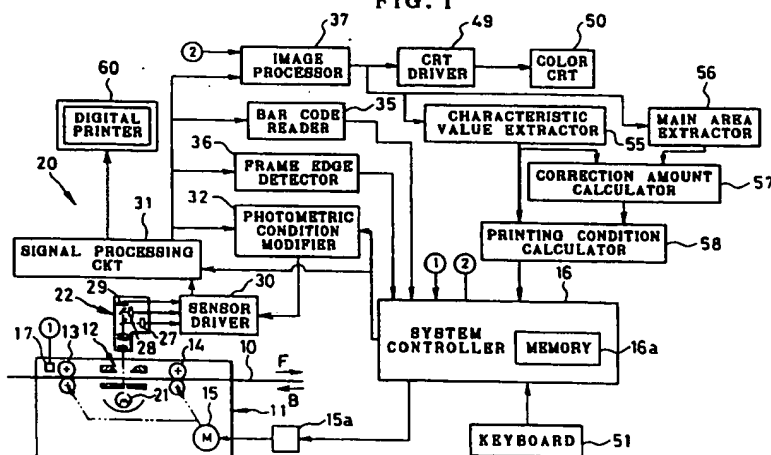 FIG. 1
37
49
50
2
IMAGE
PROCESSOR
CRT
DRIVER
COLOR
CRT
60
56
35
DIGITAL
PRINTER
BAR CODE
READER
CHARACTERISTIC
VALUE EXTRACTOR
55
MAIN AREA
EXTRACTOR
36
20
FRAME EDGE
DETECTOR
CORRECTION AMOUNT
CALCULATOR
57
32
31
PHOTOMETRIC
CONDITION
MODIFIER
SIGNAL PROCESSING
CKT
PRINTING CONDITION
CALCULATOR
58
1
2
16
29
30
22
SENSOR
DRIVER
27
28
SYSTEM
CONTROLLER
MEMORY
16a
1
17
13
12
14
10
F
B
21
15
11
15a
M
KEYBOARD
51